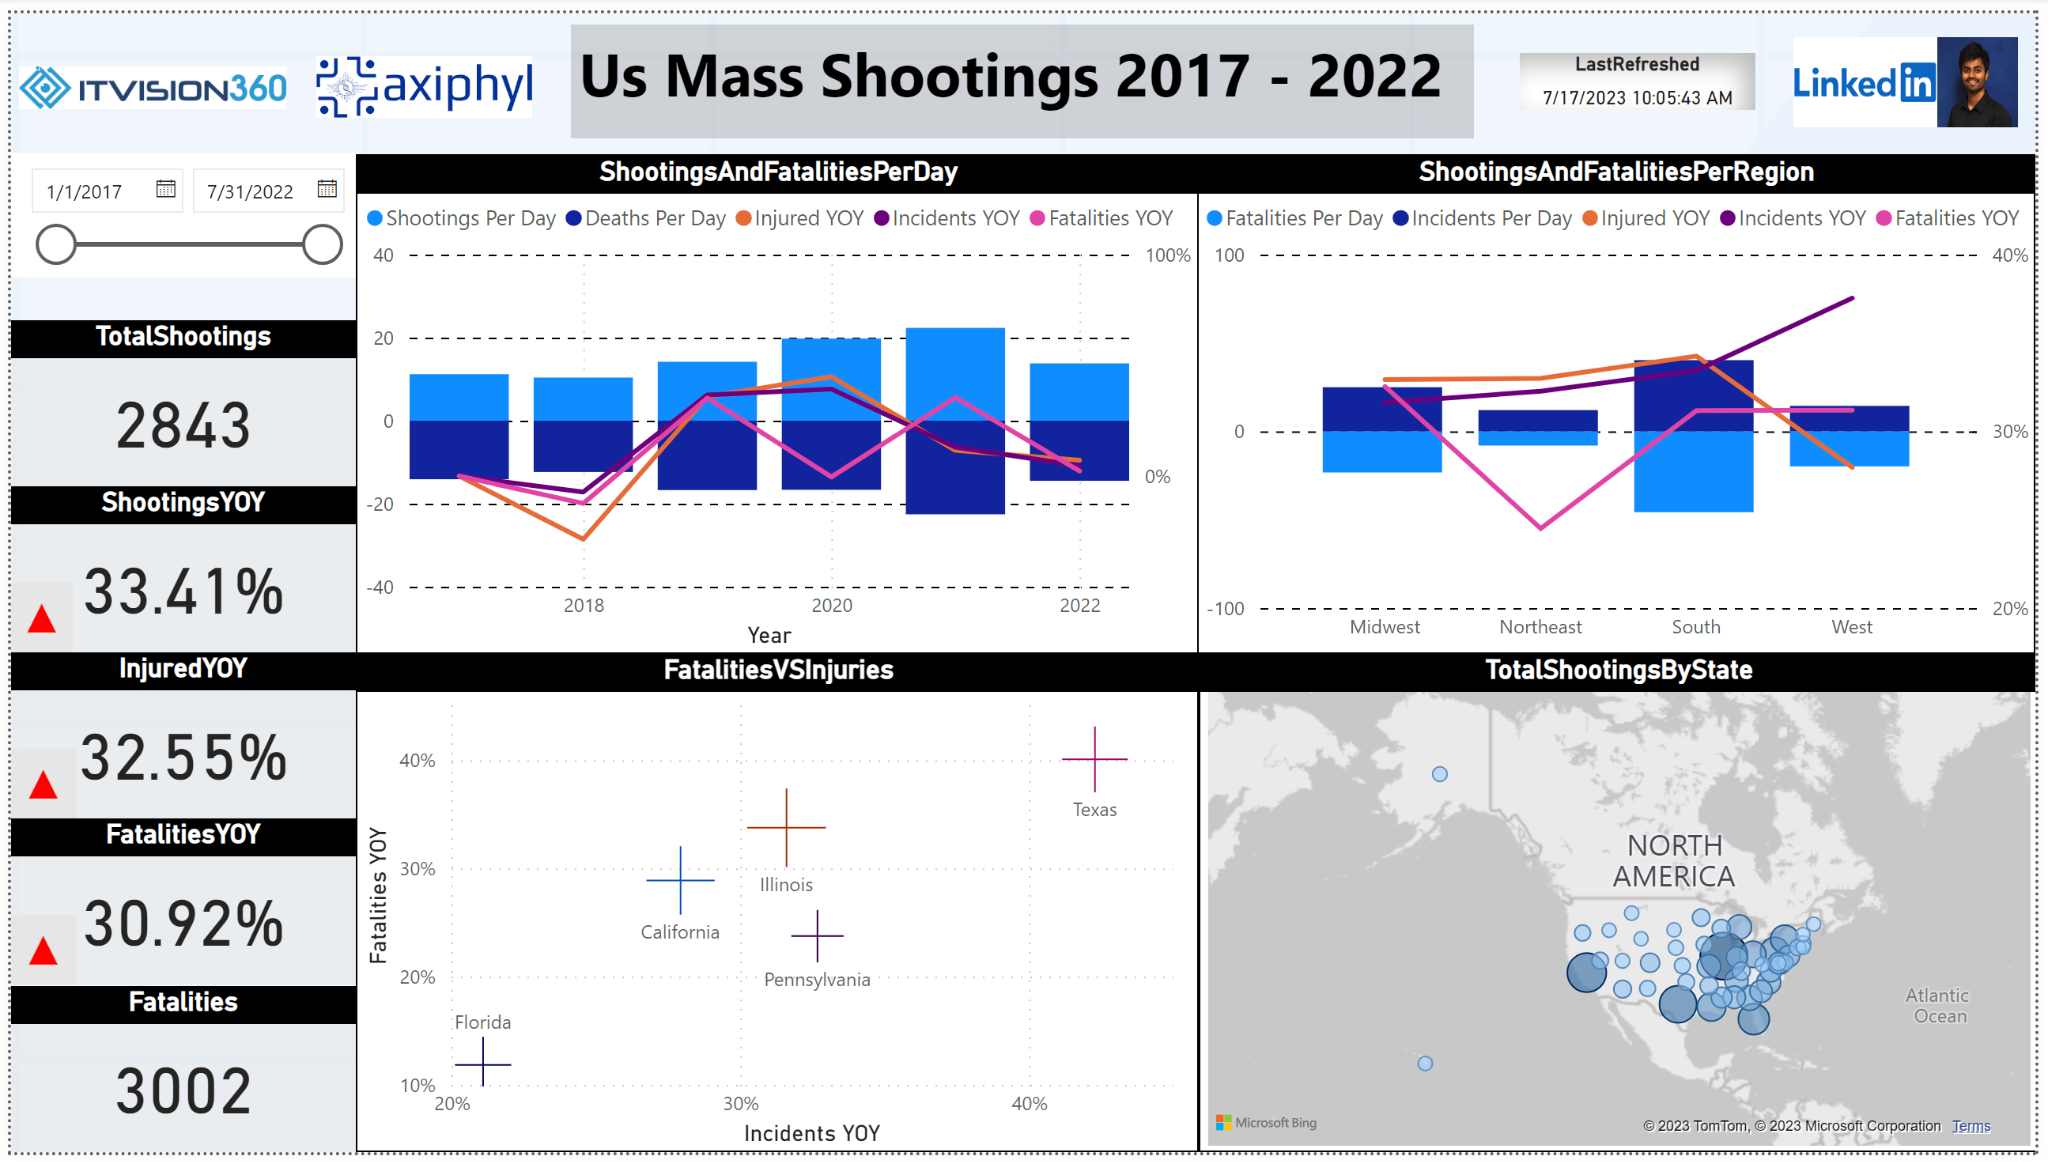 ITVISION360
axiphyl
Us Mass Shootings 2017 - 2022
LastRefreshed
7/17/2023 10:05:43 AM
Linked in
1/1/2017
7/31/2022
TotalShootings
2843
ShootingsYOY
33.41%
InjuredYOY
32.55%
FatalitiesYOY
30.92%
Fatalities
3002
ShootingsAndFatalitiesPerDay
Shootings Per Day Deaths Per Day Injured YOY Incidents YOY Fatalities YOY
40
20
0
-20
-40
100%
0%
2018 2020 2022
Year
ShootingsAndFatalitiesPerRegion
Fatalities Per Day Incidents Per Day Injured YOY Incidents YOY Fatalities YOY
100
0
-100
40%
30%
20%
Midwest Northeast South West
FatalitiesVSInjuries
Fatalities YOY
40%
30%
20%
10%
Texas
Illinois
California
Pennsylvania
Florida
20% 30% 40%
Incidents YOY
TotalShootingsByState
NORTH
AMERICA
Atlantic
Ocean
Microsoft Bing
© 2023 TomTom, © 2023 Microsoft Corporation Terms